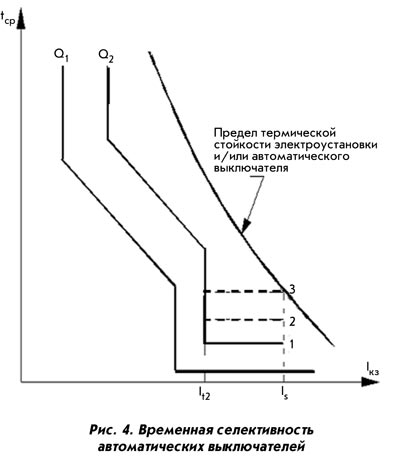 tср
Q1
Q2
Предел термической
стойкости электроустановки
и/или автоматического
выключателя
3
2
1
Iкз
It2
Is
Рис. 4. Временная селективность
автоматических выключателей